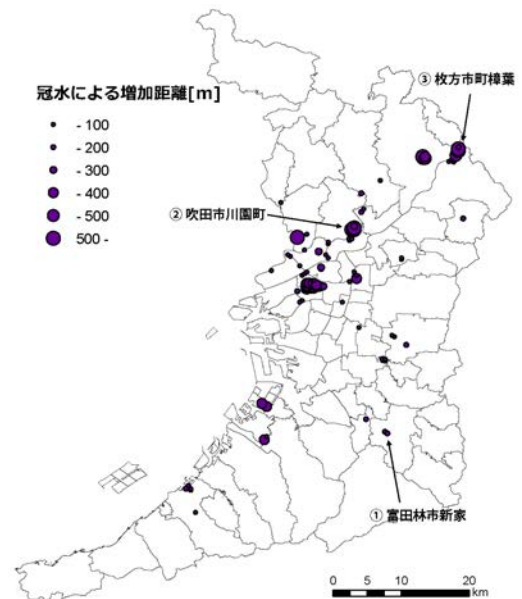 ③ 枚方市町樟葉
冠水による増加距離[m]
- 100
- 200
- 300
- 400
- 500
500 -
② 吹田市川園町
① 富田林市新家
0 5 10 20
km